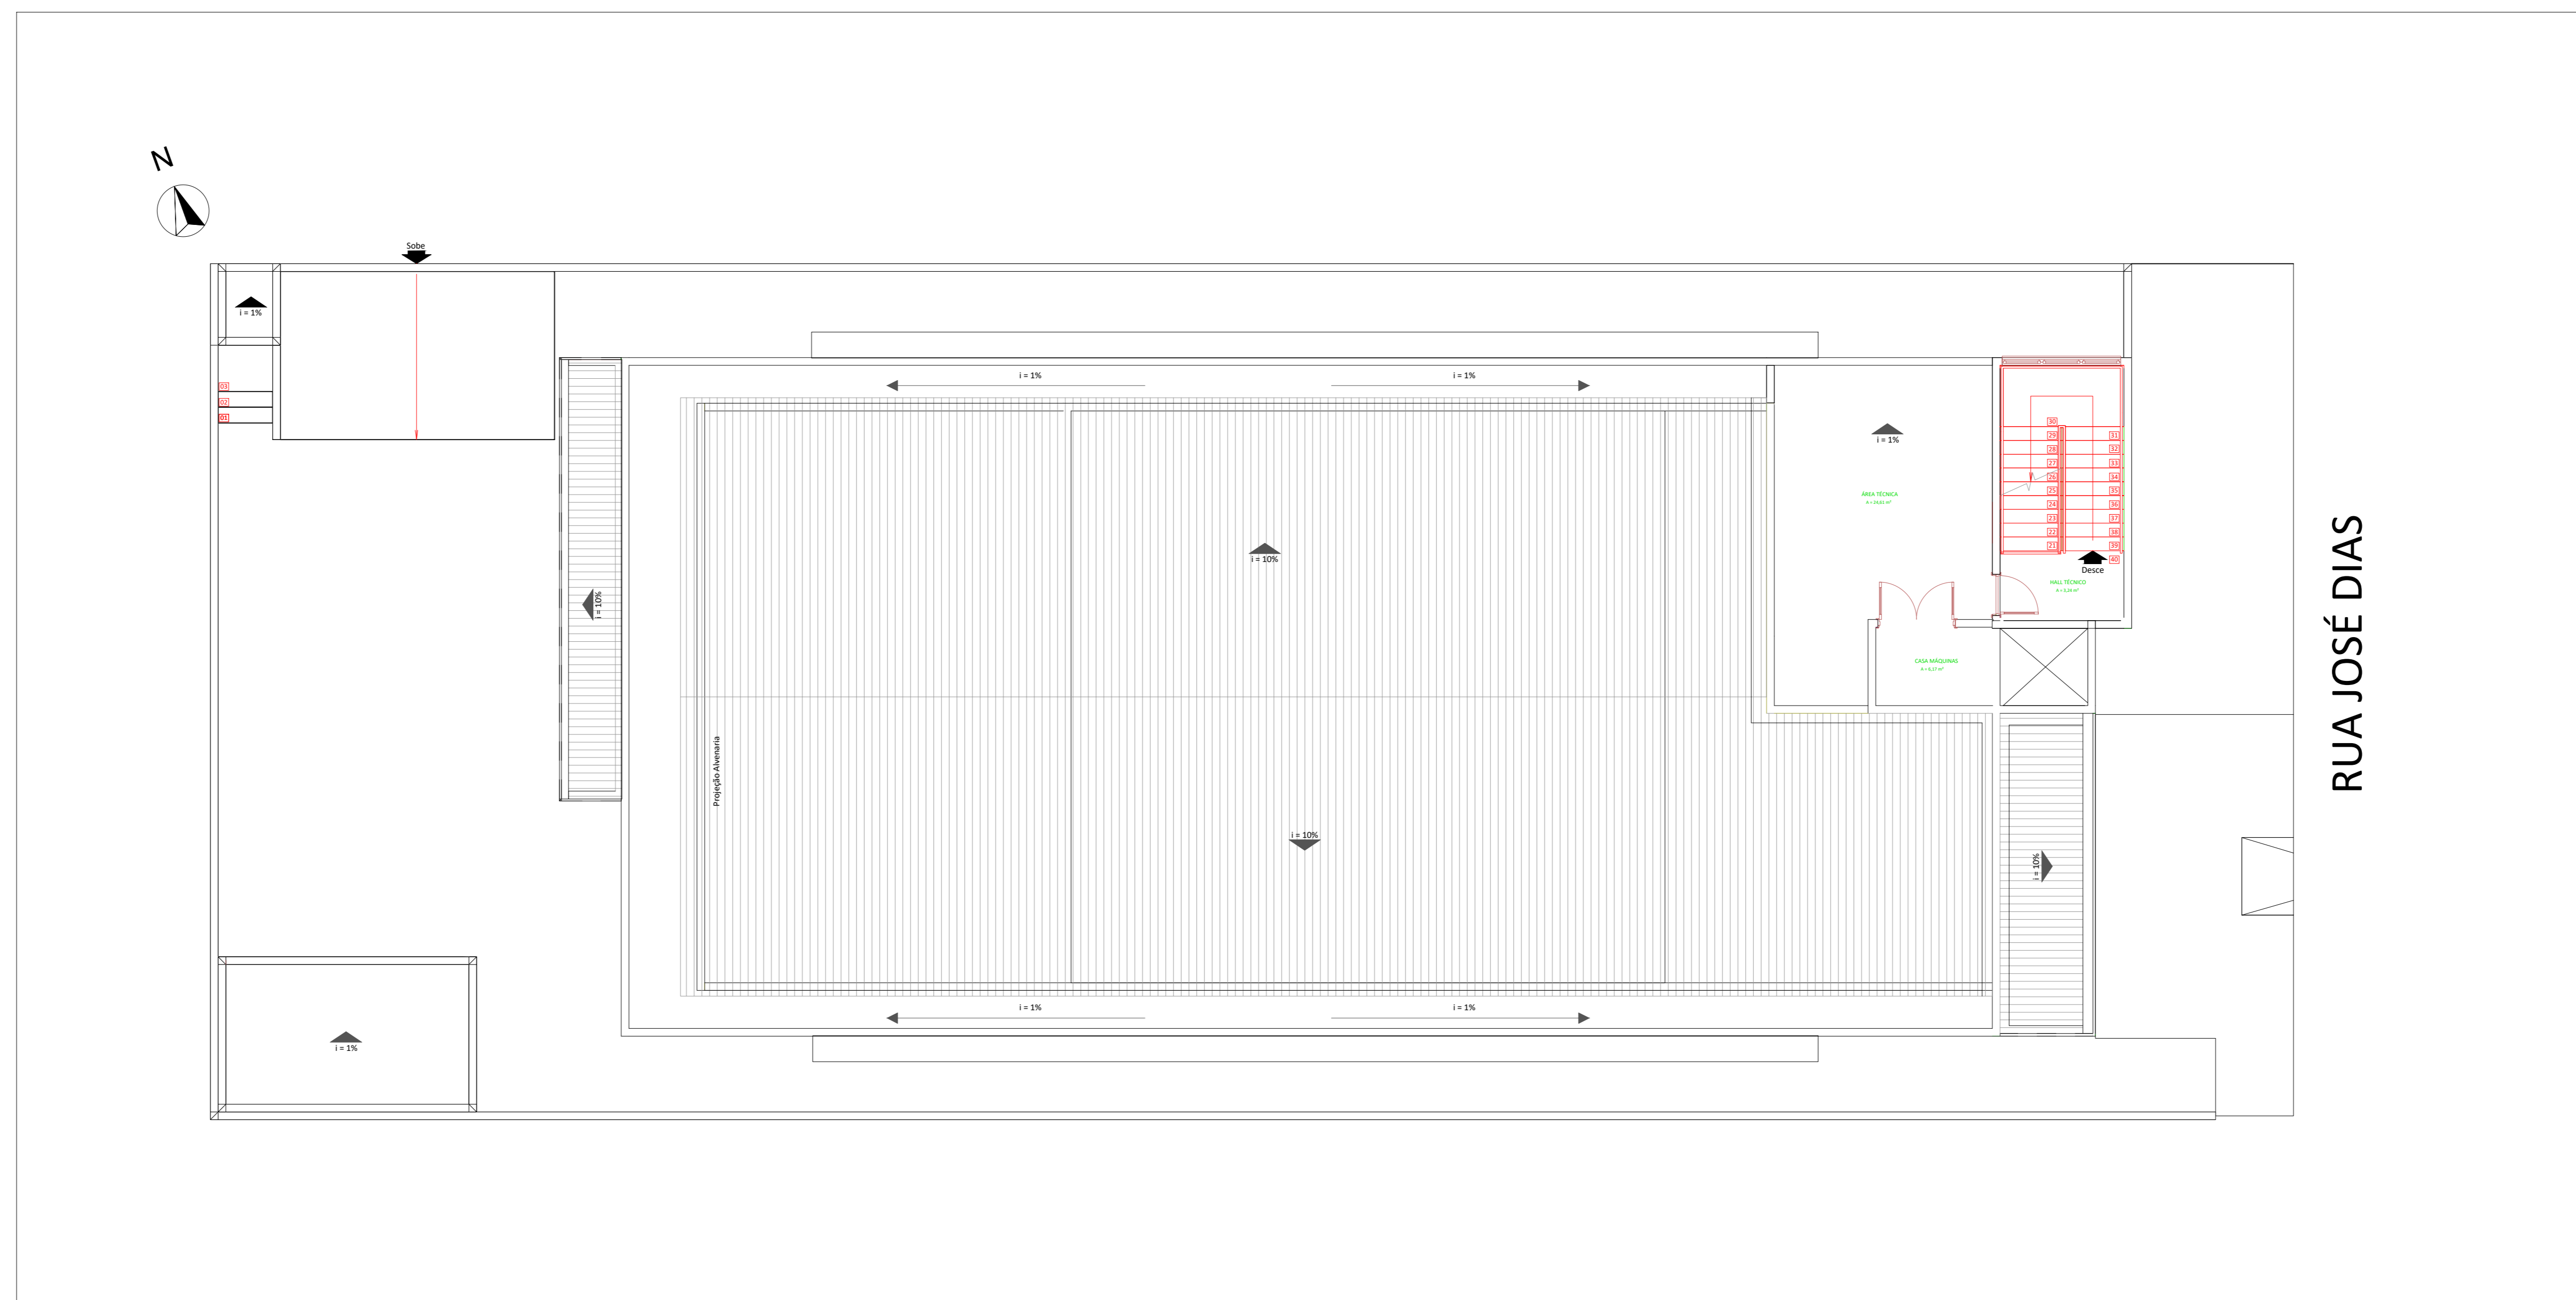 N
Sobe
i = 1%
03
02
01
i = 1%
i = 1%
i = 10%
i = 10%
i = 10%
Projeção Alvenaria
i = 1%
ÁREA TÉCNICA
30
29
28
27
26
25
24
23
22
21
31
32
33
34
35
36
37
38
39
40
Desce
HALL TÉCNICO
CASA MÁQUINAS
i = 10%
i = 1%
i = 1%
i = 1%
RUA JOSÉ DIAS